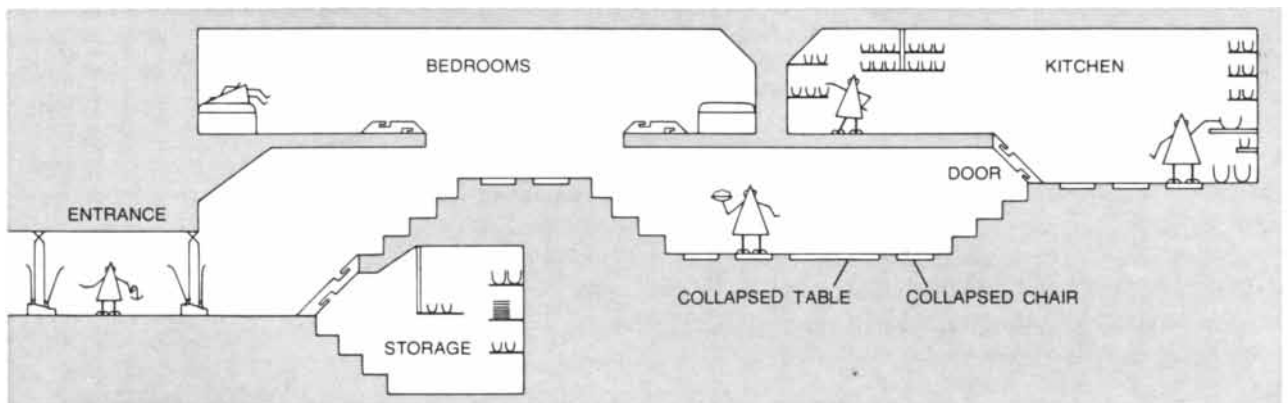 BEDROOMS
KITCHEN
DOOR
ENTRANCE
COLLAPSED TABLE
COLLAPSED CHAIR
STORAGE